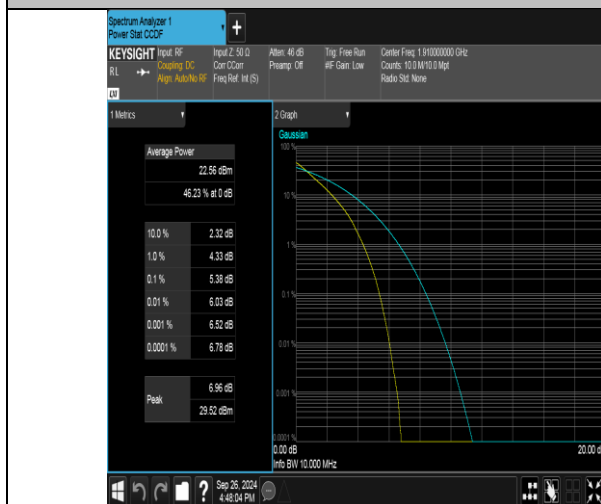 Spectrum Analyzer 1
Power Stat CCDF
+
KEYSIGHT
RL
Input: RF
Coupling: DC
Align: Auto/No RF
Input Z: 50 Ω
Corr CCorr
Freq Ref: Int (S)
Atten: 46 dB
Preamp: Off
Trig: Free Run
#IF Gain: Low
Center Freq: 1.910000000 GHz
Counts: 10.0 M/10.0 Mpt
Radio Std: None
1 Metrics
Average Power
22.56 dBm
46.23 % at 0 dB
10.0 % 2.32 dB
1.0 % 4.33 dB
0.1 % 5.38 dB
0.01 % 6.03 dB
0.001 % 6.52 dB
0.0001 % 6.78 dB
Peak 6.96 dB
29.52 dBm
2 Graph
Gaussian
100 %
10 %
1 %
0.1 %
0.01 %
0.001 %
0.0001 %
0.00 dB
20.00 d
Info BW 10.000 MHz
?
Sep 26, 2024
4:48:04 PM